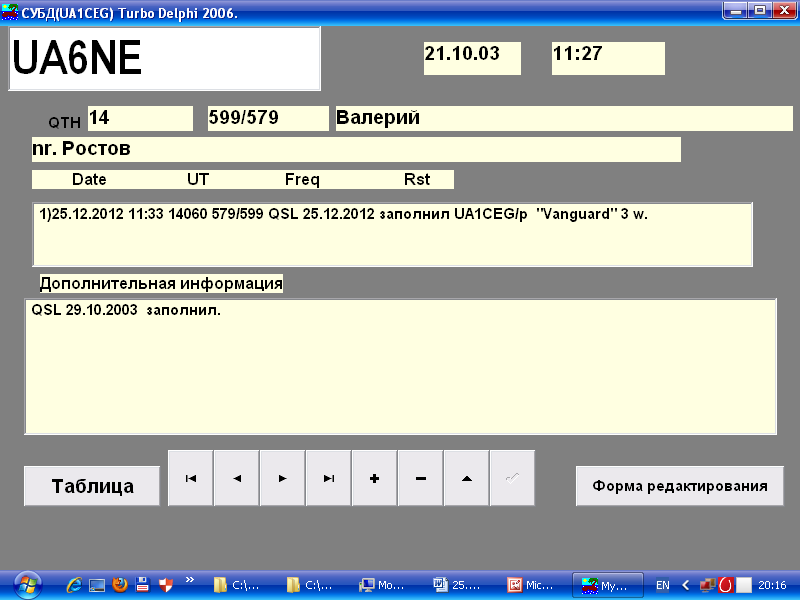 СУБД(UA1CEG) Turbo Delphi 2006.
UA6NE
21.10.03 11:27
QTH 14 599/579 Валерий
nr. Ростов
Date UT Freq Rst
1)25.12.2012 11:33 14060 579/599 QSL 25.12.2012 заполнил UA1CEG/p "Vanguard" 3 w.
Дополнительная информация
QSL 29.10.2003 заполнил.
Таблица
Форма редактирования
C:\... C:\... Mo... 25.... Mic... My... EN 20:16